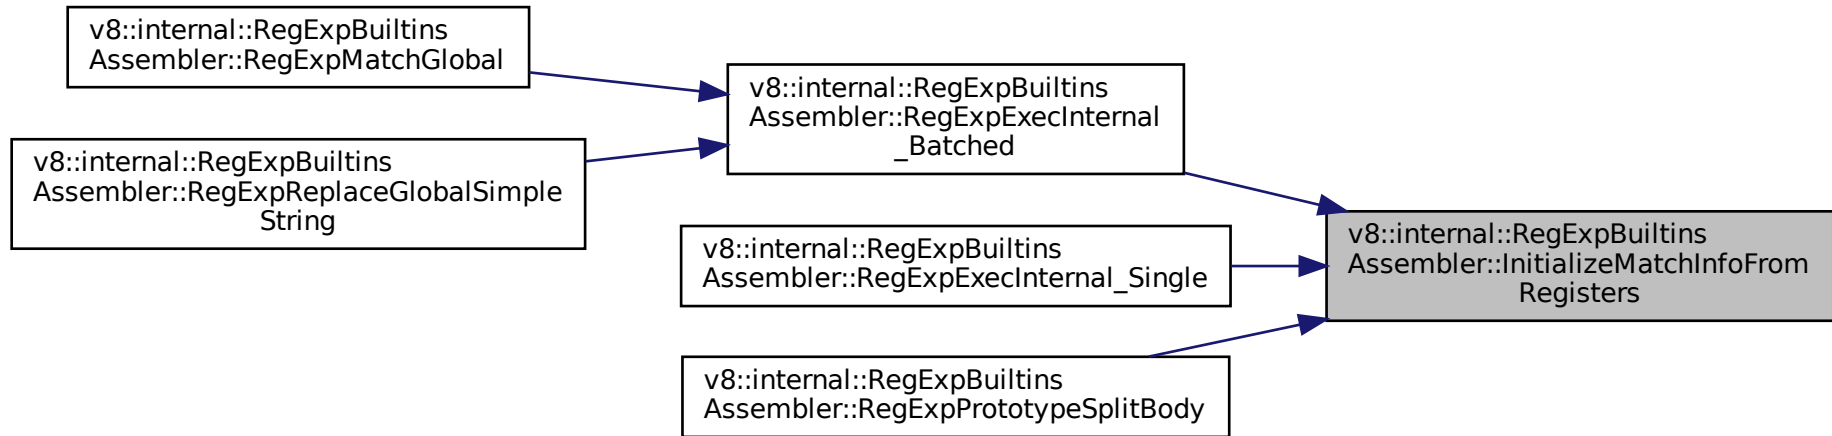 v8::internal::RegExpBuiltins
Assembler::RegExpMatchGlobal
v8::internal::RegExpBuiltins
Assembler::RegExpReplaceGlobalSimple
String
v8::internal::RegExpBuiltins
Assembler::RegExpExecInternal
_Batched
v8::internal::RegExpBuiltins
Assembler::RegExpExecInternal_Single
v8::internal::RegExpBuiltins
Assembler::RegExpPrototypeSplitBody
v8::internal::RegExpBuiltins
Assembler::InitializeMatchInfoFrom
Registers